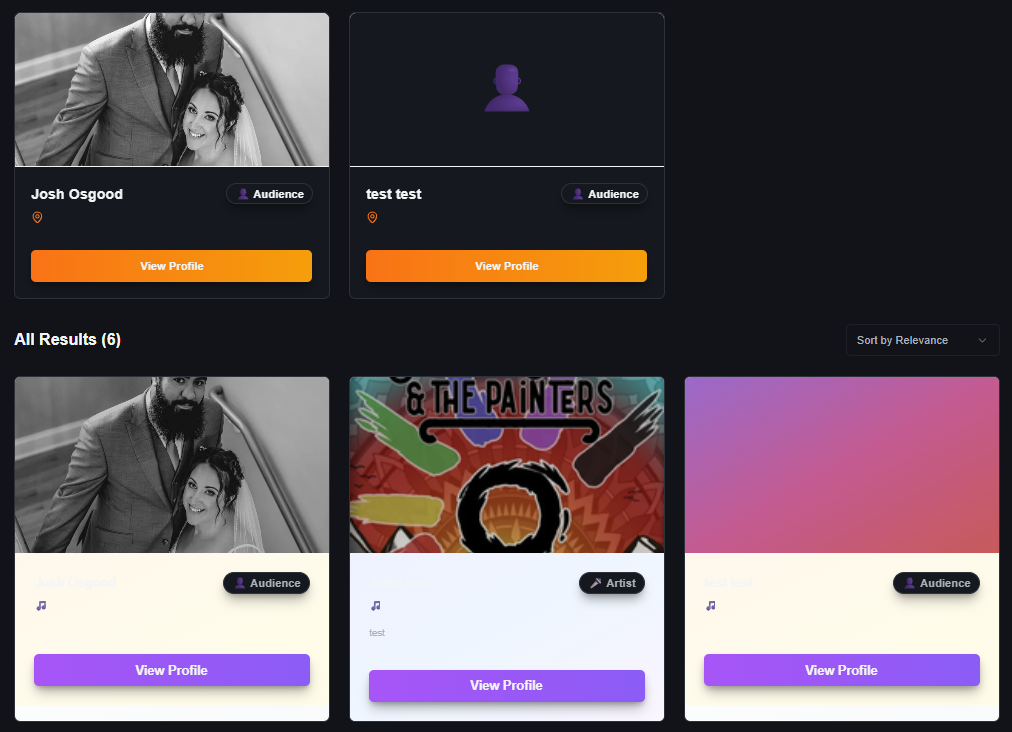 Josh Osgood
Audience
test test
Audience
View Profile
View Profile
All Results (6)
Sort by Relevance
& THE PAINTERS
Josh Osgood
Audience
Artist
test test
Audience
test
View Profile
View Profile
View Profile